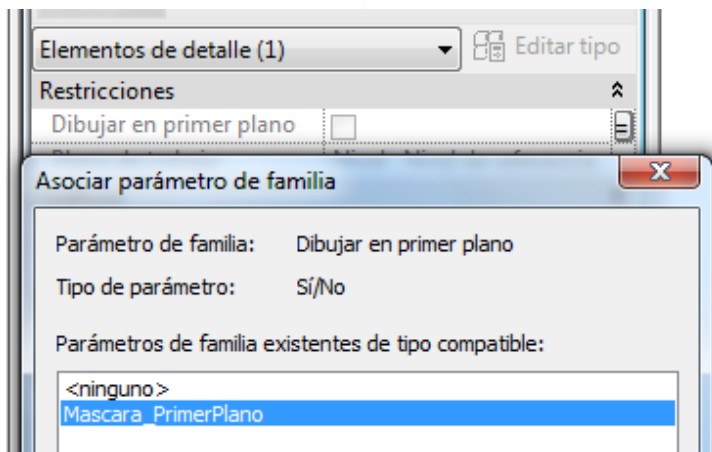 Elementos de detalle (1)
Editar tipo
Restricciones
Dibujar en primer plano
Asociar parámetro de familia
Parámetro de familia: Dibujar en primer plano
Tipo de parámetro: Sí/No
Parámetros de familia existentes de tipo compatible:
<ninguno>
Mascara_PrimerPlano